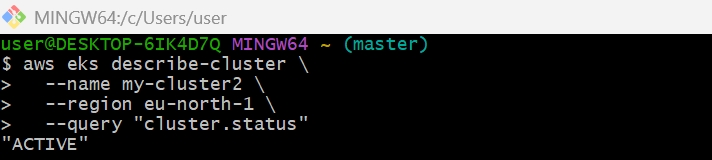 MINGW64:/c/Users/user
user@DESKTOP-6IK4D7Q MINGW64 ~ (master)
$ aws eks describe-cluster \
>   --name my-cluster2 \
>   --region eu-north-1 \
>   --query "cluster.status"
"ACTIVE"